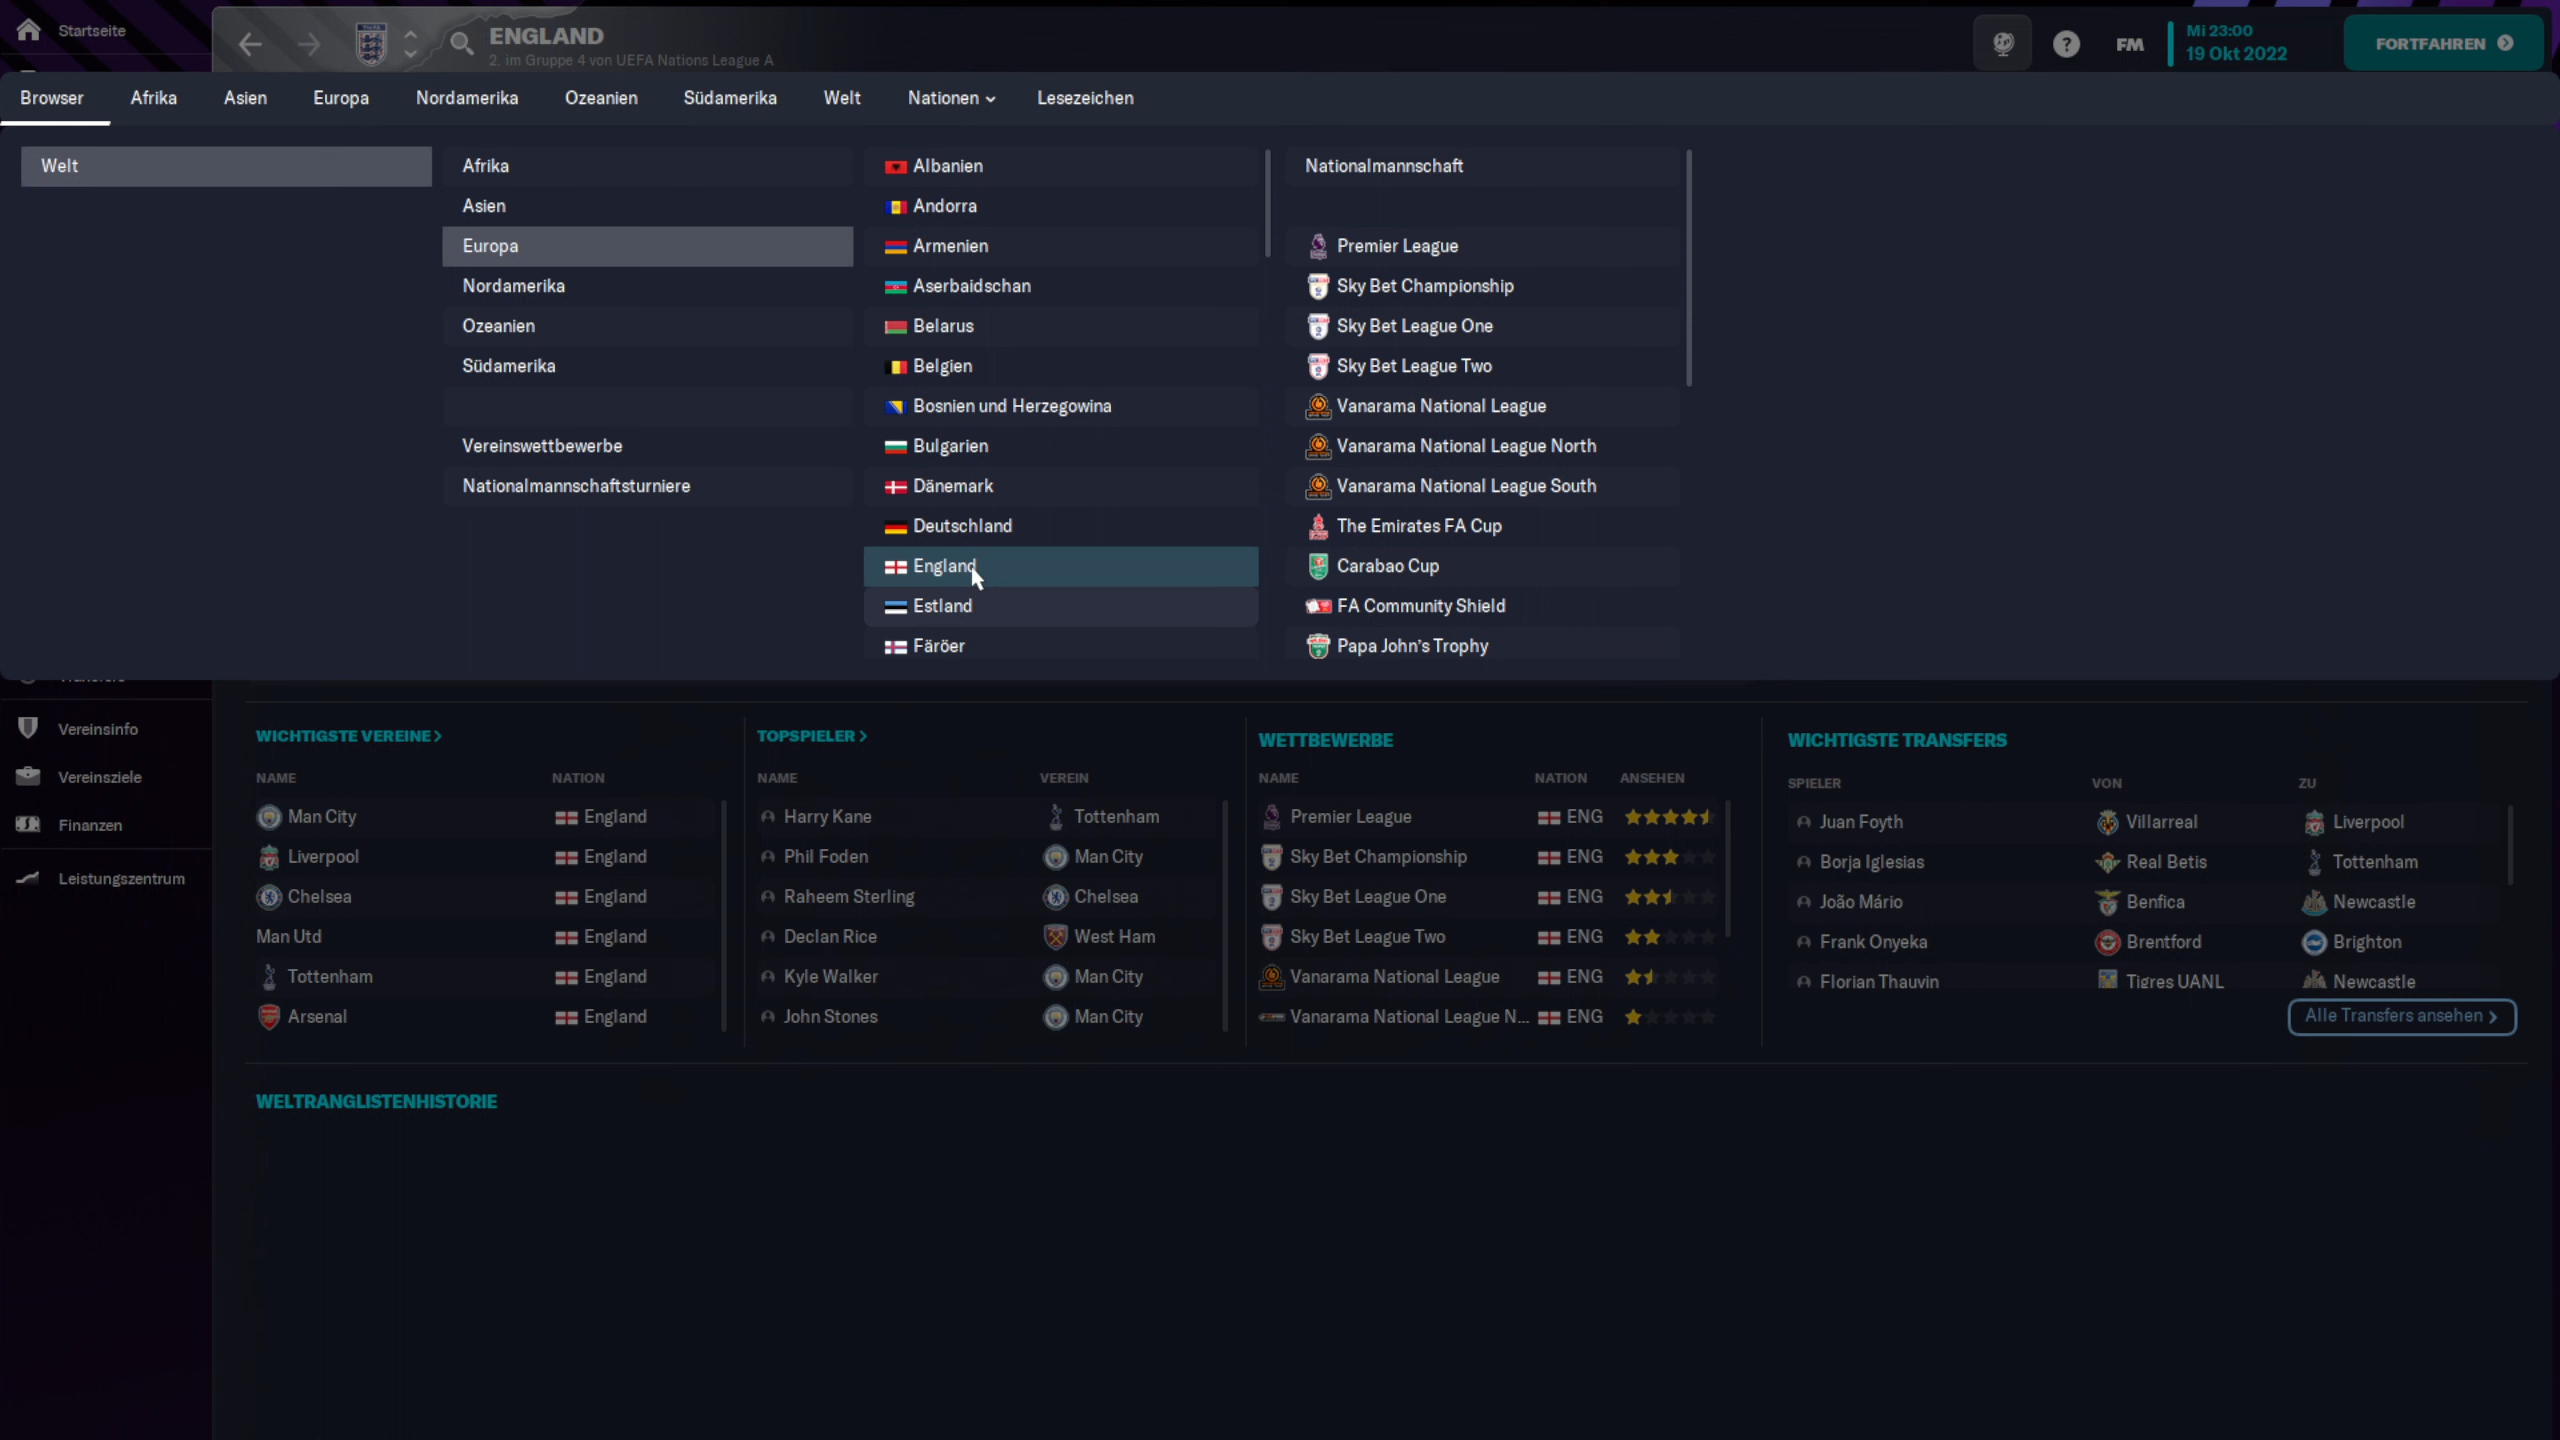 Startseite
ENGLAND
2. im Gruppe 4 von UEFA Nations League A
FM
Mi 23:00
19 Okt 2022
FORTFAHREN
Browser
Afrika
Asien
Europa
Nordamerika
Ozeanien
Südamerika
Welt
Nationen
Lesezeichen
Welt
Afrika
Asien
Europa
Nordamerika
Ozeanien
Südamerika
Vereinswettbewerbe
Nationalmannschaftsturniere
Albanien
Andorra
Armenien
Aserbaidschan
Belarus
Belgien
Bosnien und Herzegowina
Bulgarien
Dänemark
Deutschland
England
Estland
Färöer
Nationalmannschaft
Premier League
Sky Bet Championship
Sky Bet League One
Sky Bet League Two
Vanarama National League
Vanarama National League North
Vanarama National League South
The Emirates FA Cup
Carabao Cup
FA Community Shield
Papa John's Trophy
Vereinsinfo
Vereinsziele
Finanzen
Leistungszentrum
WICHTIGSTE VEREINE >
NAME NATION
Man City England
Liverpool England
Chelsea England
Man Utd England
Tottenham England
Arsenal England
TOPSPIELER >
NAME VEREIN
Harry Kane Tottenham
Phil Foden Man City
Raheem Sterling Chelsea
Declan Rice West Ham
Kyle Walker Man City
John Stones Man City
WETTBEWERBE
NAME NATION ANSEHEN
Premier League ENG
Sky Bet Championship ENG
Sky Bet League One ENG
Sky Bet League Two ENG
Vanarama National League ENG
Vanarama National League N... ENG
WICHTIGSTE TRANSFERS
SPIELER VON ZU
Juan Foyth Villarreal Liverpool
Borja Iglesias Real Betis Tottenham
João Mário Benfica Newcastle
Frank Onyeka Brentford Brighton
Florian Thauvin Tigres UANL Newcastle
Alle Transfers ansehen >
WELTRANGLISTENHISTORIE